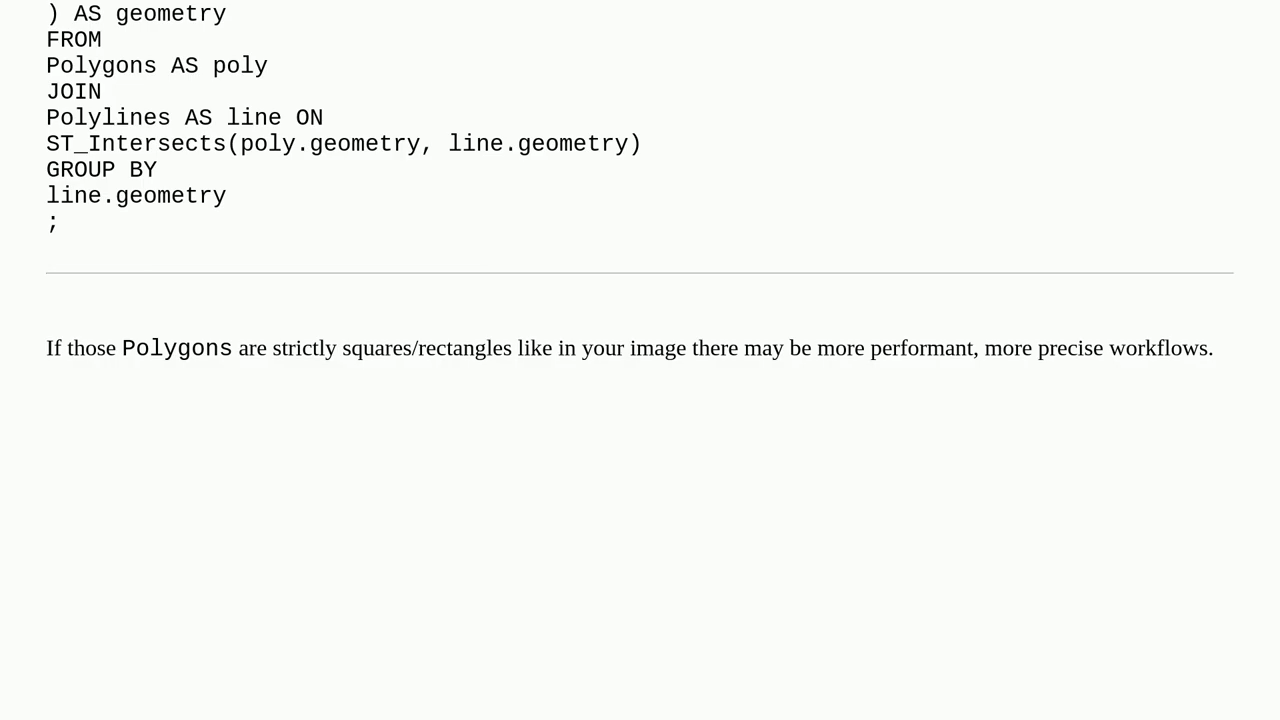 ) AS geometry
FROM
Polygons AS poly
JOIN
Polylines AS line ON
ST_Intersects(poly.geometry, line.geometry)
GROUP BY
line.geometry
;
If those Polygons are strictly squares/rectangles like in your image there may be more performant, more precise workflows.